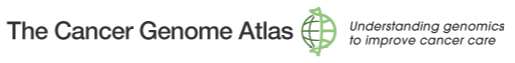 The Cancer Genome Atlas
Understanding genomics
to improve cancer care